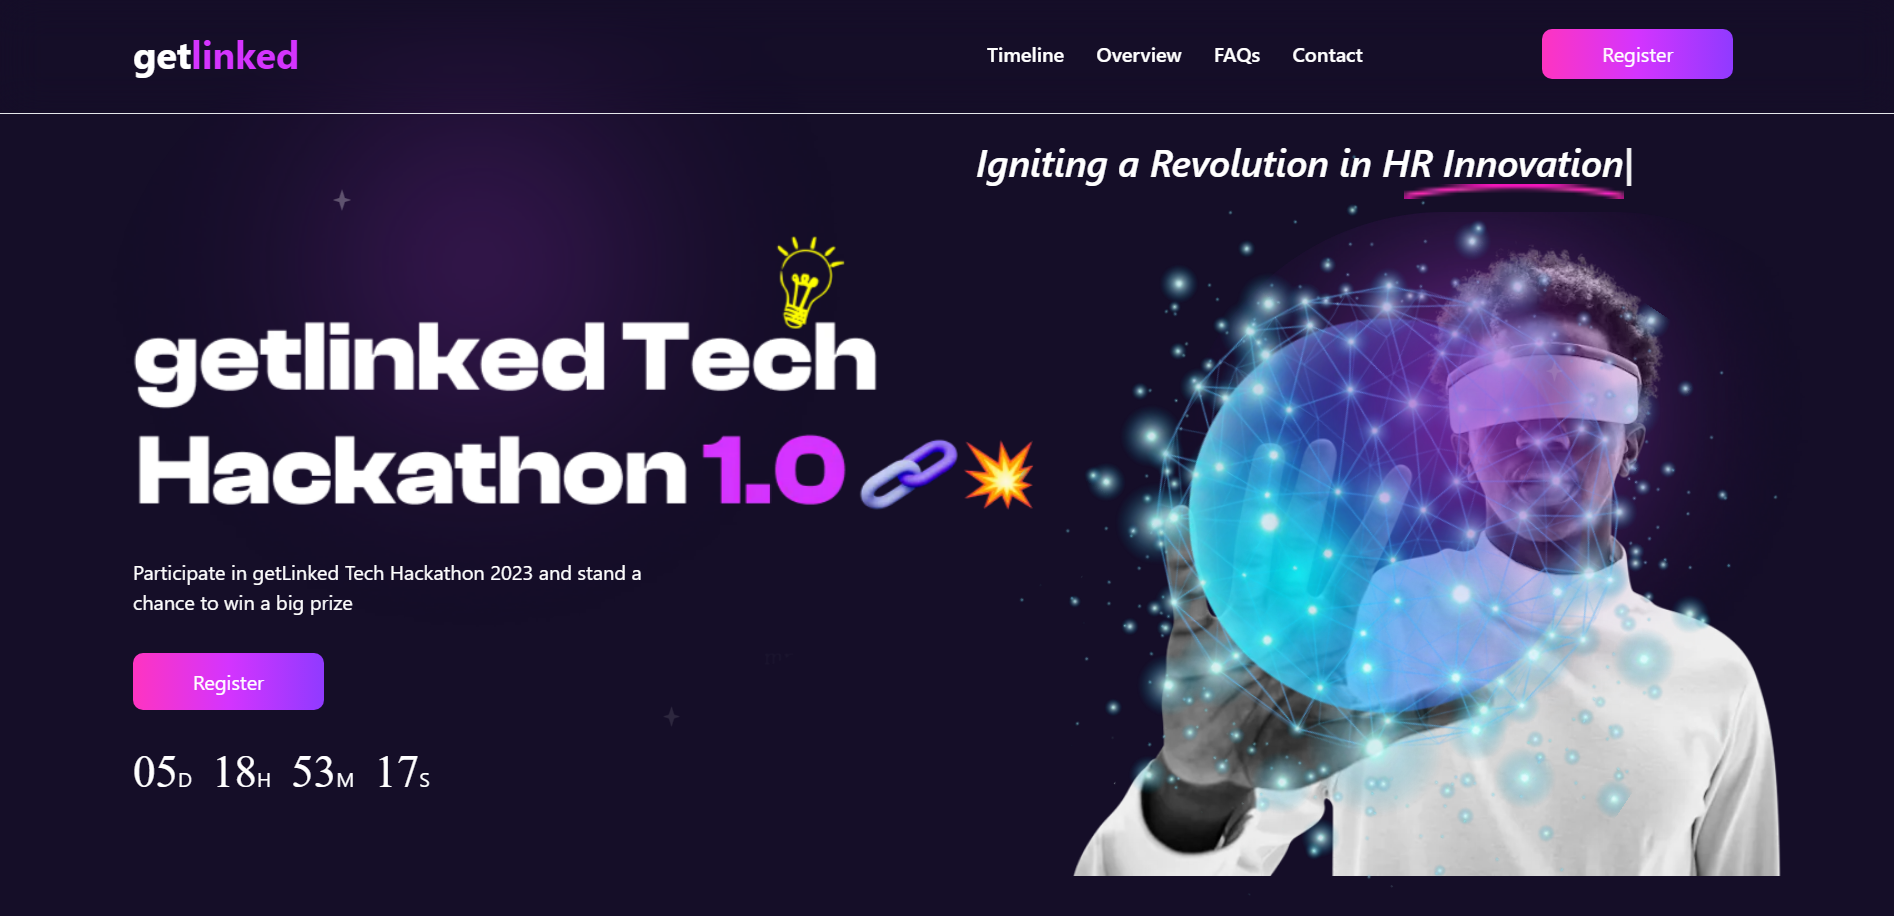 getlinked
Timeline Overview FAQs Contact
Register
Igniting a Revolution in HR Innovation|
getlinked Tech
Hackathon 1.0 🔗💥
Participate in getLinked Tech Hackathon 2023 and stand a
chance to win a big prize
Register
05D 18H 53M 17S